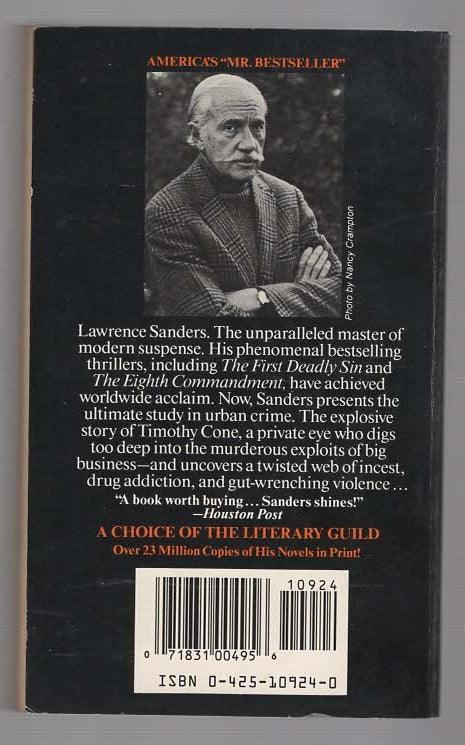 AMERICA'S "MR. BESTSELLER"
Photo by Nancy Crampton
Lawrence Sanders. The unparalleled master of
modern suspense. His phenomenal bestselling
thrillers, including The First Deadly Sin and
The Eighth Commandment, have achieved
worldwide acclaim. Now, Sanders presents the
ultimate study in urban crime. The explosive
story of Timothy Cone, a private eye who digs
too deep into the murderous exploits of big
business—and uncovers a twisted web of incest,
drug addiction, and gut-wrenching violence...
"A book worth buying...Sanders shines!"
—Houston Post
A CHOICE OF THE LITERARY GUILD
Over 23 Million Copies of His Novels in Print!
10924
0 71831 00495 6
ISBN 0-425-10924-0